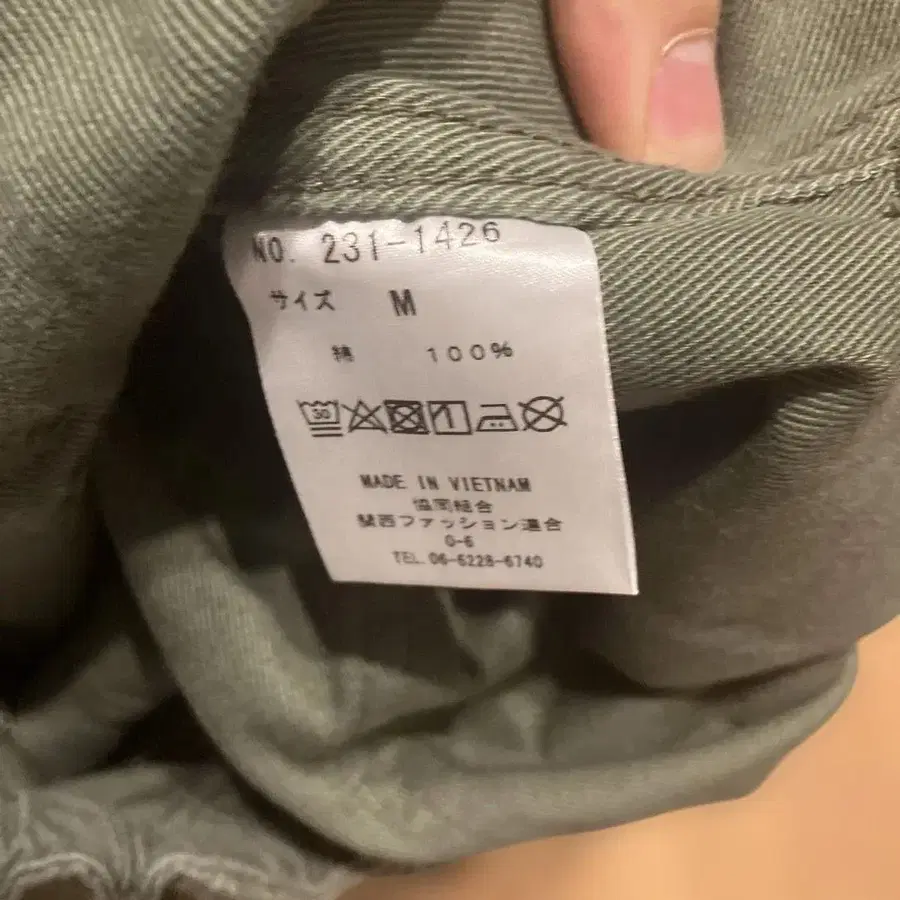 NO. 231-1426
サイズ M
綿 100%
30
MADE IN VIETNAM
協同組合
関西ファッション連合
0-6
TEL.06-6228-6740